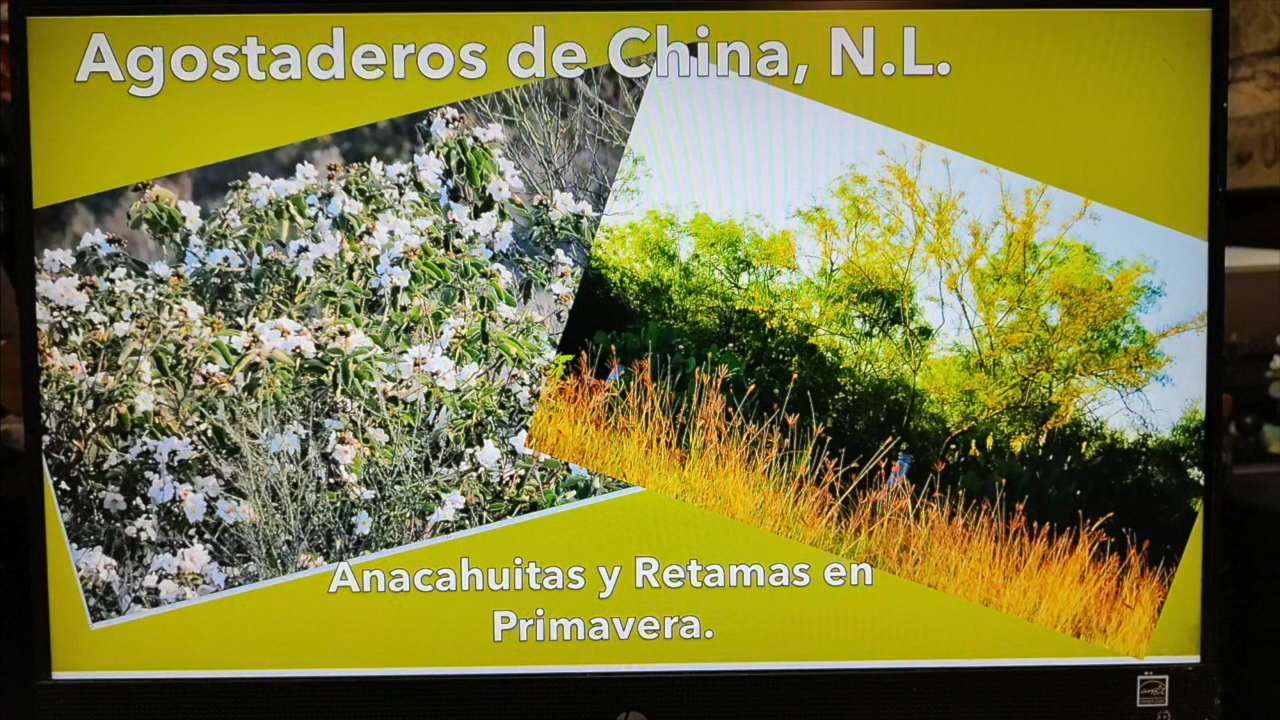 Agostaderos de China, N.L.
Anacahuitas y Retamas en
Primavera.